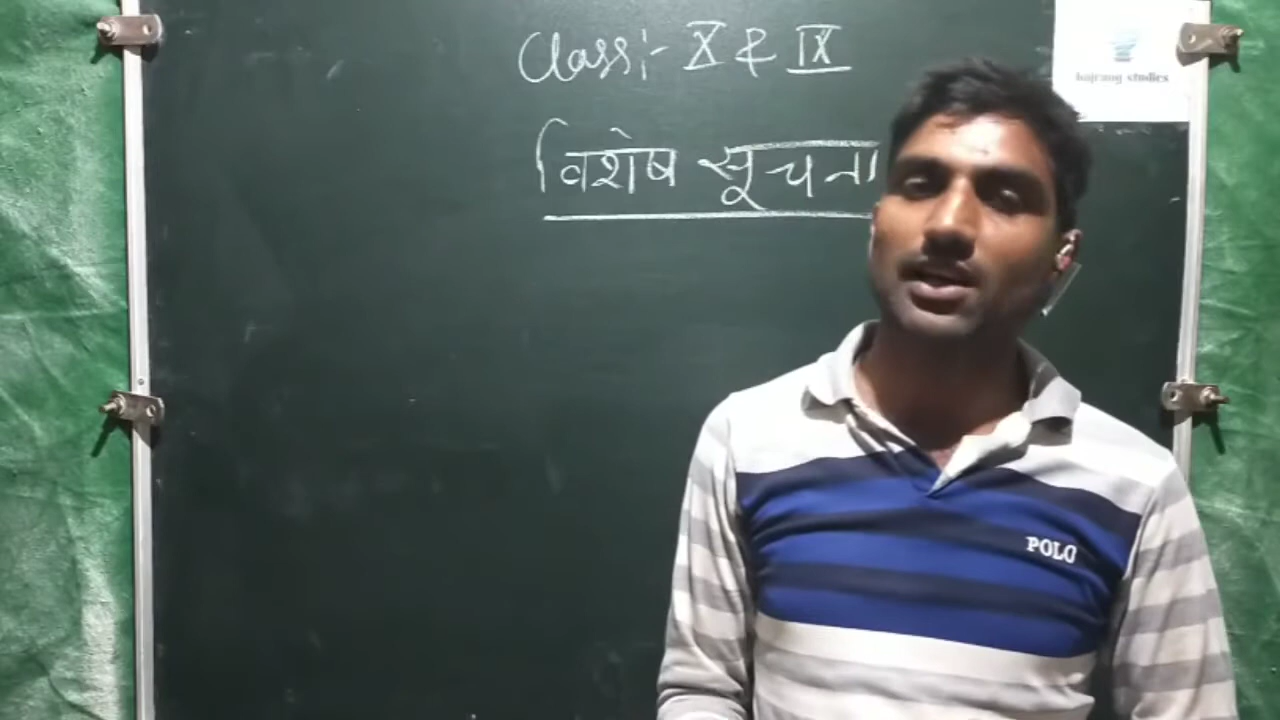 Class:- X & IX
bajrang studies
विशेष सूचना
POLO